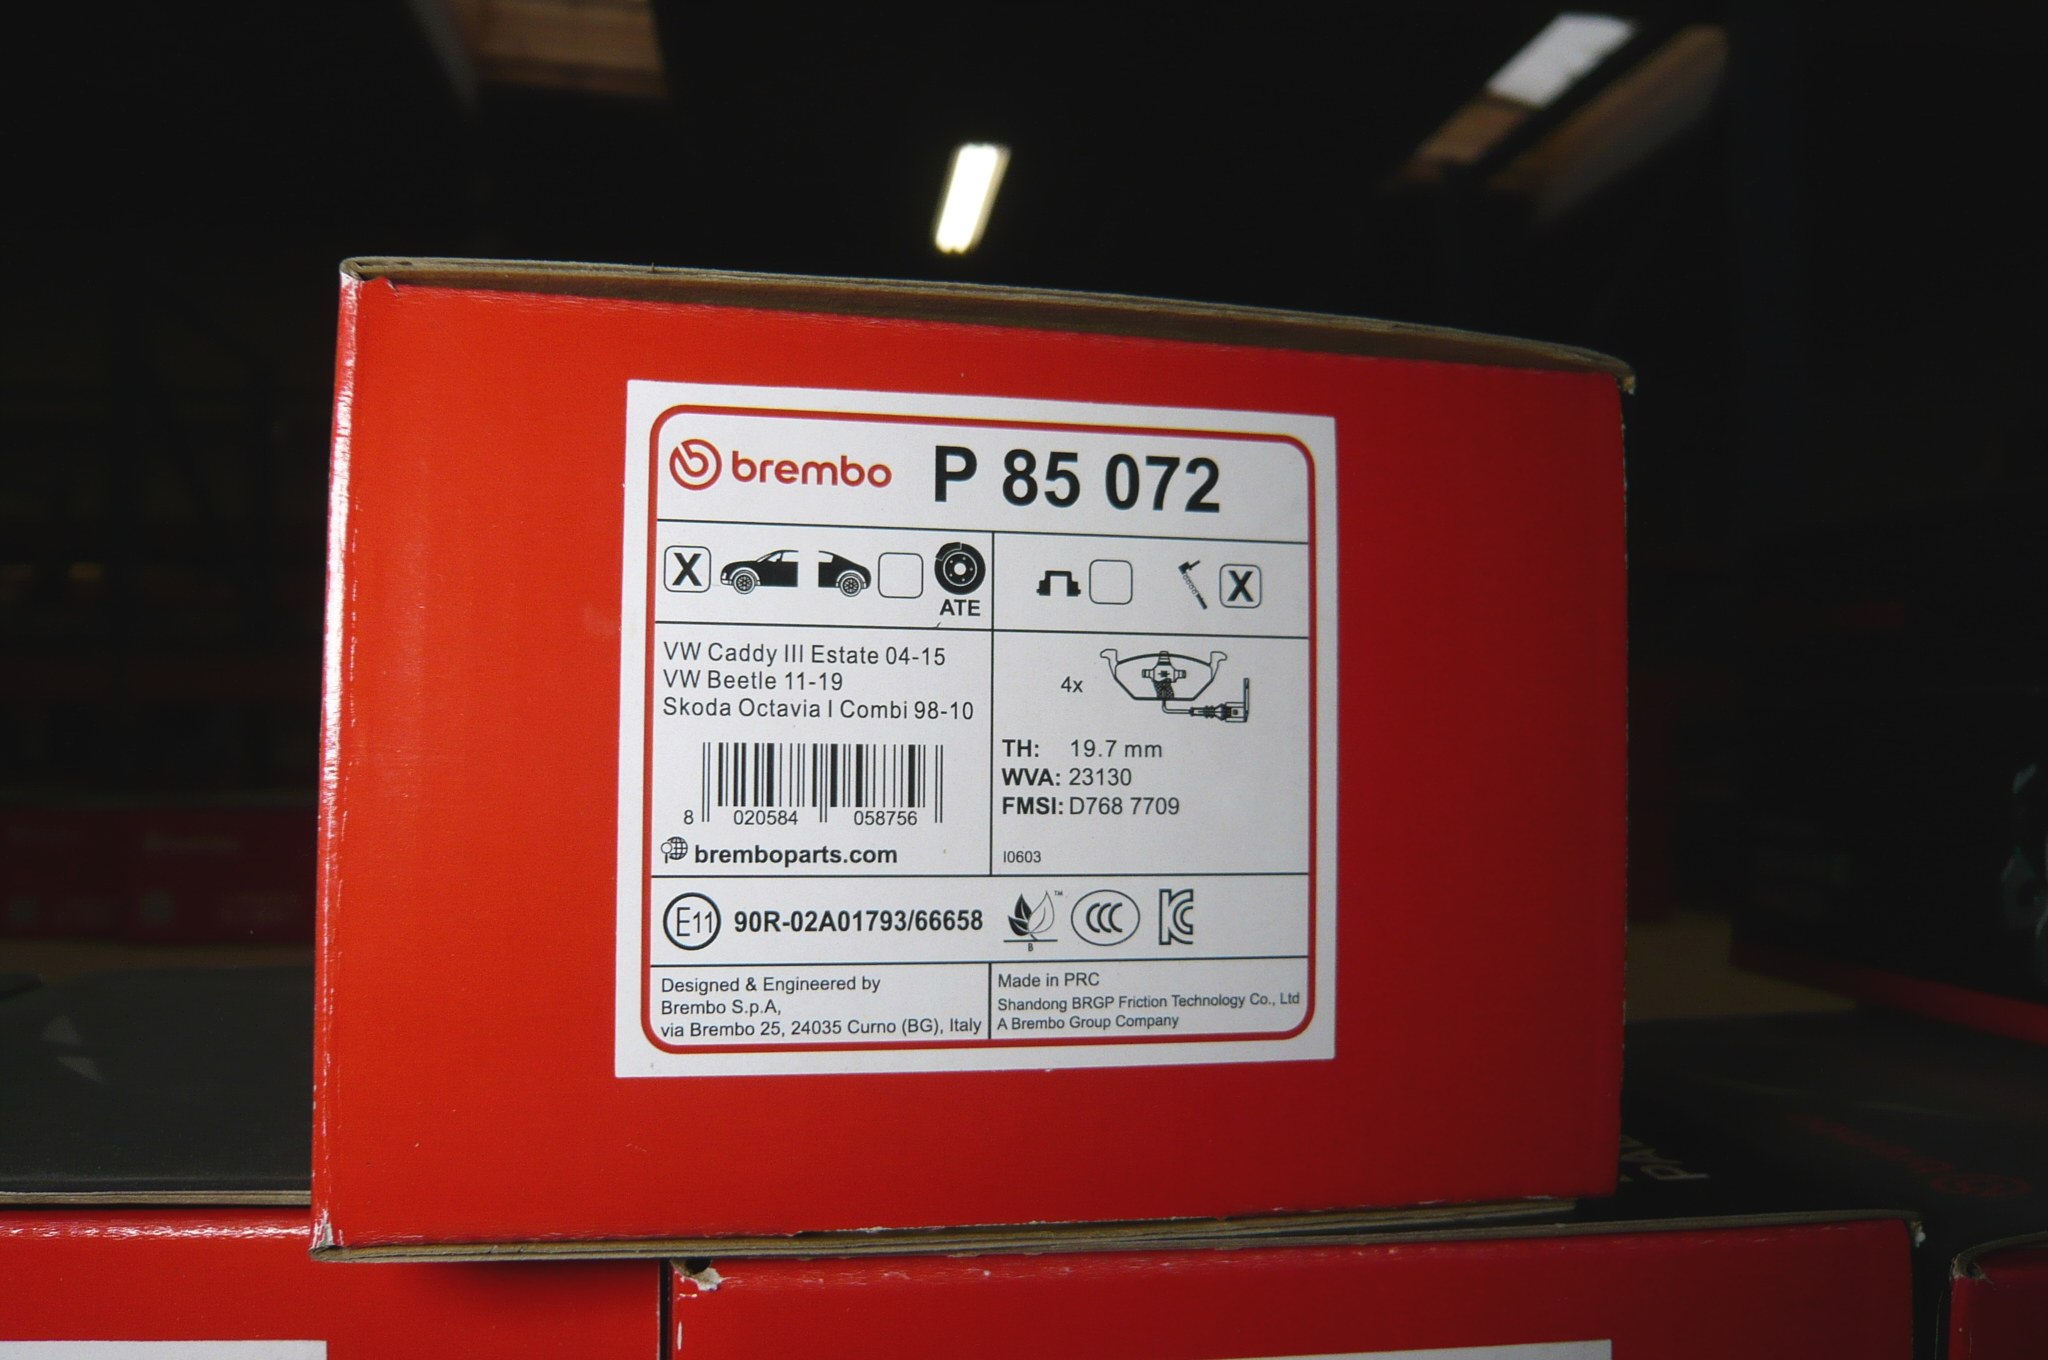 brembo P 85 072
X
ATE
X
VW Caddy III Estate 04-15
VW Beetle 11-19
Skoda Octavia I Combi 98-10
8 020584 058756
bremboparts.com
4x
TH: 19.7 mm
WVA: 23130
FMSI: D768 7709
I0603
E11 90R-02A01793/66658
™
B
CCC
KC
Designed & Engineered by
Brembo S.p.A,
via Brembo 25, 24035 Curno (BG), Italy
Made in PRC
Shandong BRGP Friction Technology Co., Ltd
A Brembo Group Company